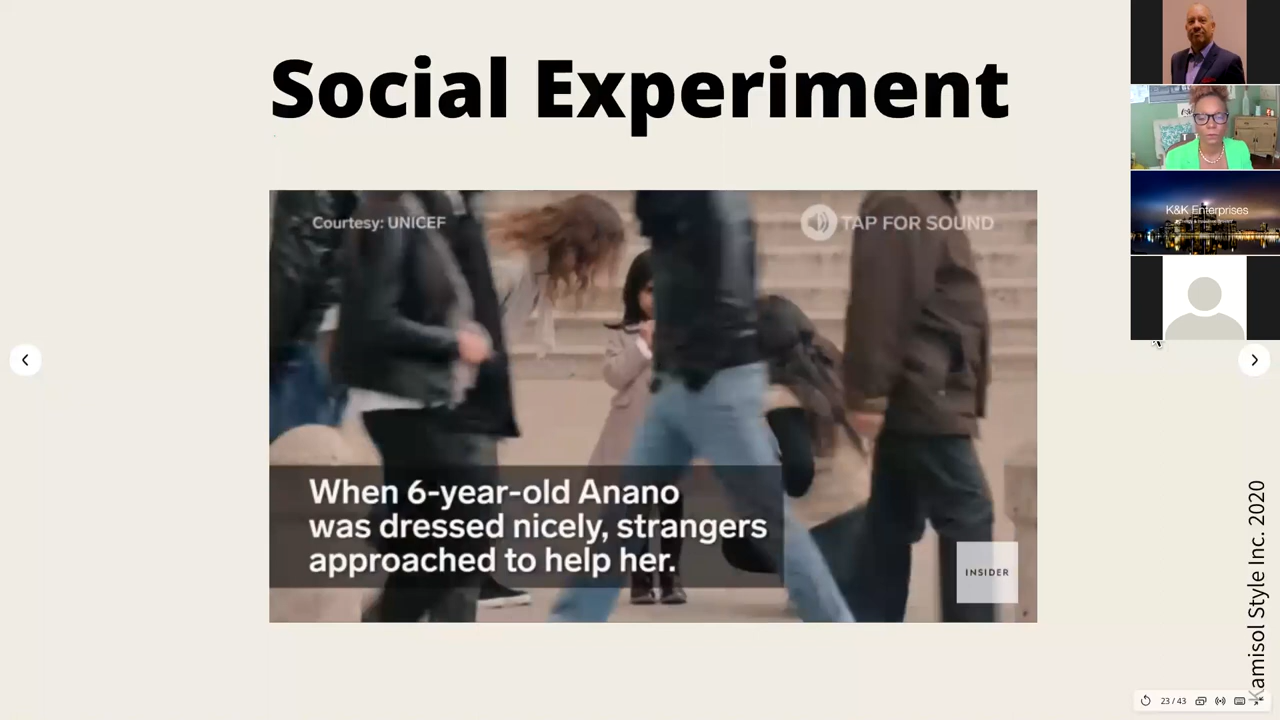 Social Experiment
Courtesy: UNICEF
TAP FOR SOUND
When 6-year-old Anano
was dressed nicely, strangers
approached to help her.
INSIDER
K&K Enterprises
Kamisol Style Inc. 2020
23 / 43